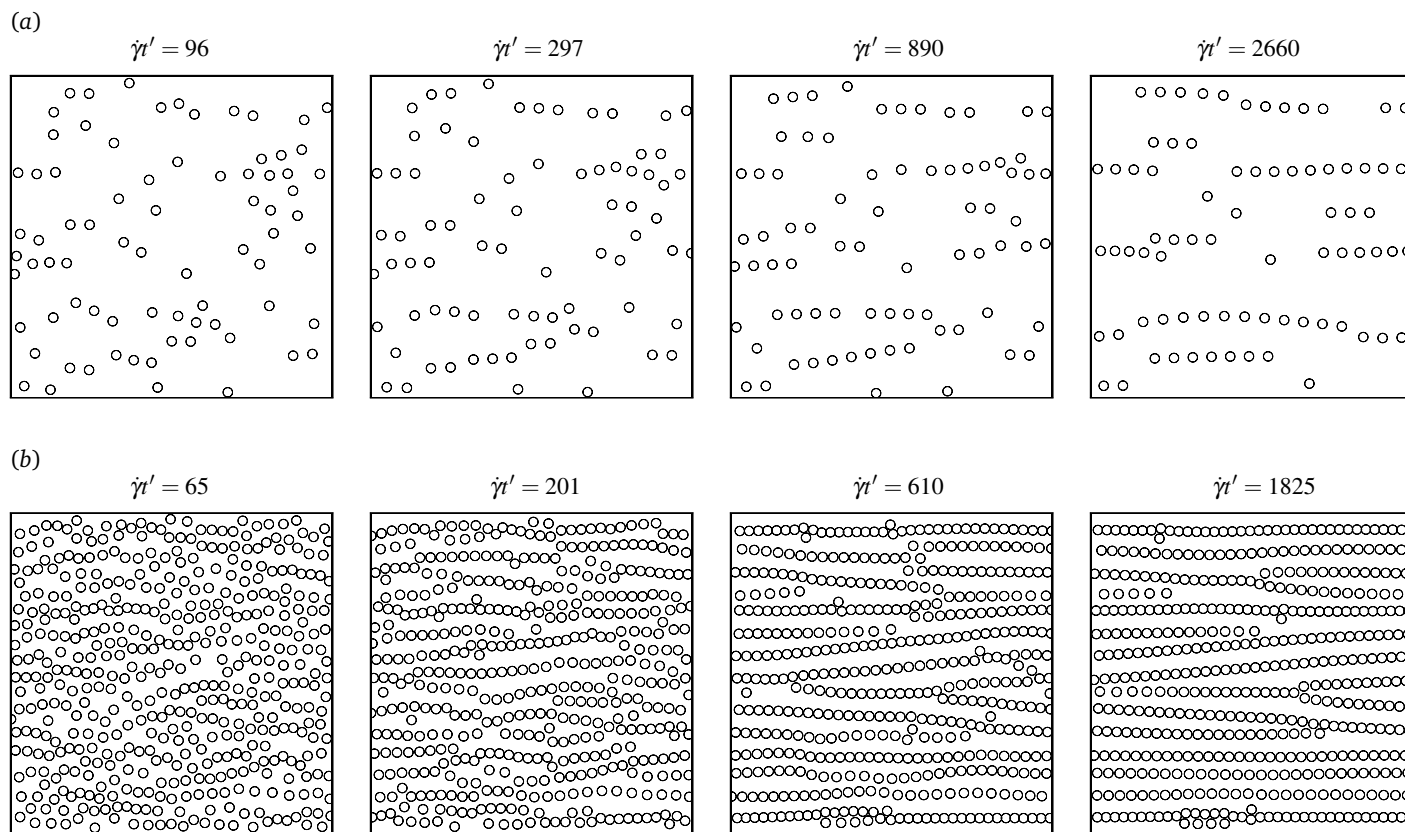 (a)
γ̇t′ = 96 γ̇t′ = 297 γ̇t′ = 890 γ̇t′ = 2660
(b)
γ̇t′ = 65 γ̇t′ = 201 γ̇t′ = 610 γ̇t′ = 1825